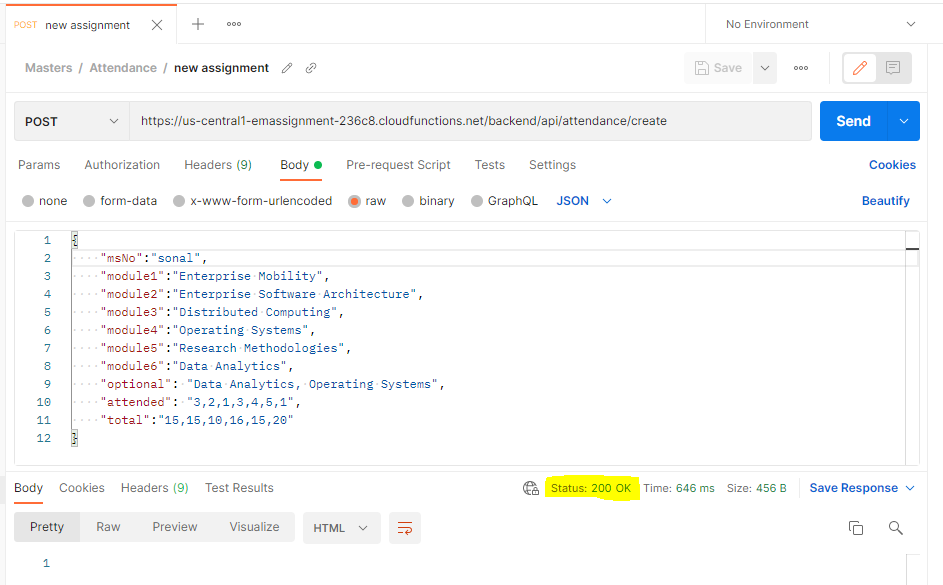 POST new assignment
No Environment
Masters / Attendance / new assignment
Save
POST https://us-central1-emassignment-236c8.cloudfunctions.net/backend/api/attendance/create Send
Params Authorization Headers (9) Body Pre-request Script Tests Settings Cookies
none form-data x-www-form-urlencoded raw binary GraphQL JSON Beautify
1 {
2 "msNo":"sonal",
3 "module1":"Enterprise Mobility",
4 "module2":"Enterprise Software Architecture",
5 "module3":"Distributed Computing",
6 "module4":"Operating Systems",
7 "module5":"Research Methodologies",
8 "module6":"Data Analytics",
9 "optional": "Data Analytics, Operating Systems",
10 "attended": "3,2,1,3,4,5,1",
11 "total":"15,15,10,16,15,20"
12 }
Body Cookies Headers (9) Test Results Status: 200 OK Time: 646 ms Size: 456 B Save Response
Pretty Raw Preview Visualize HTML
1